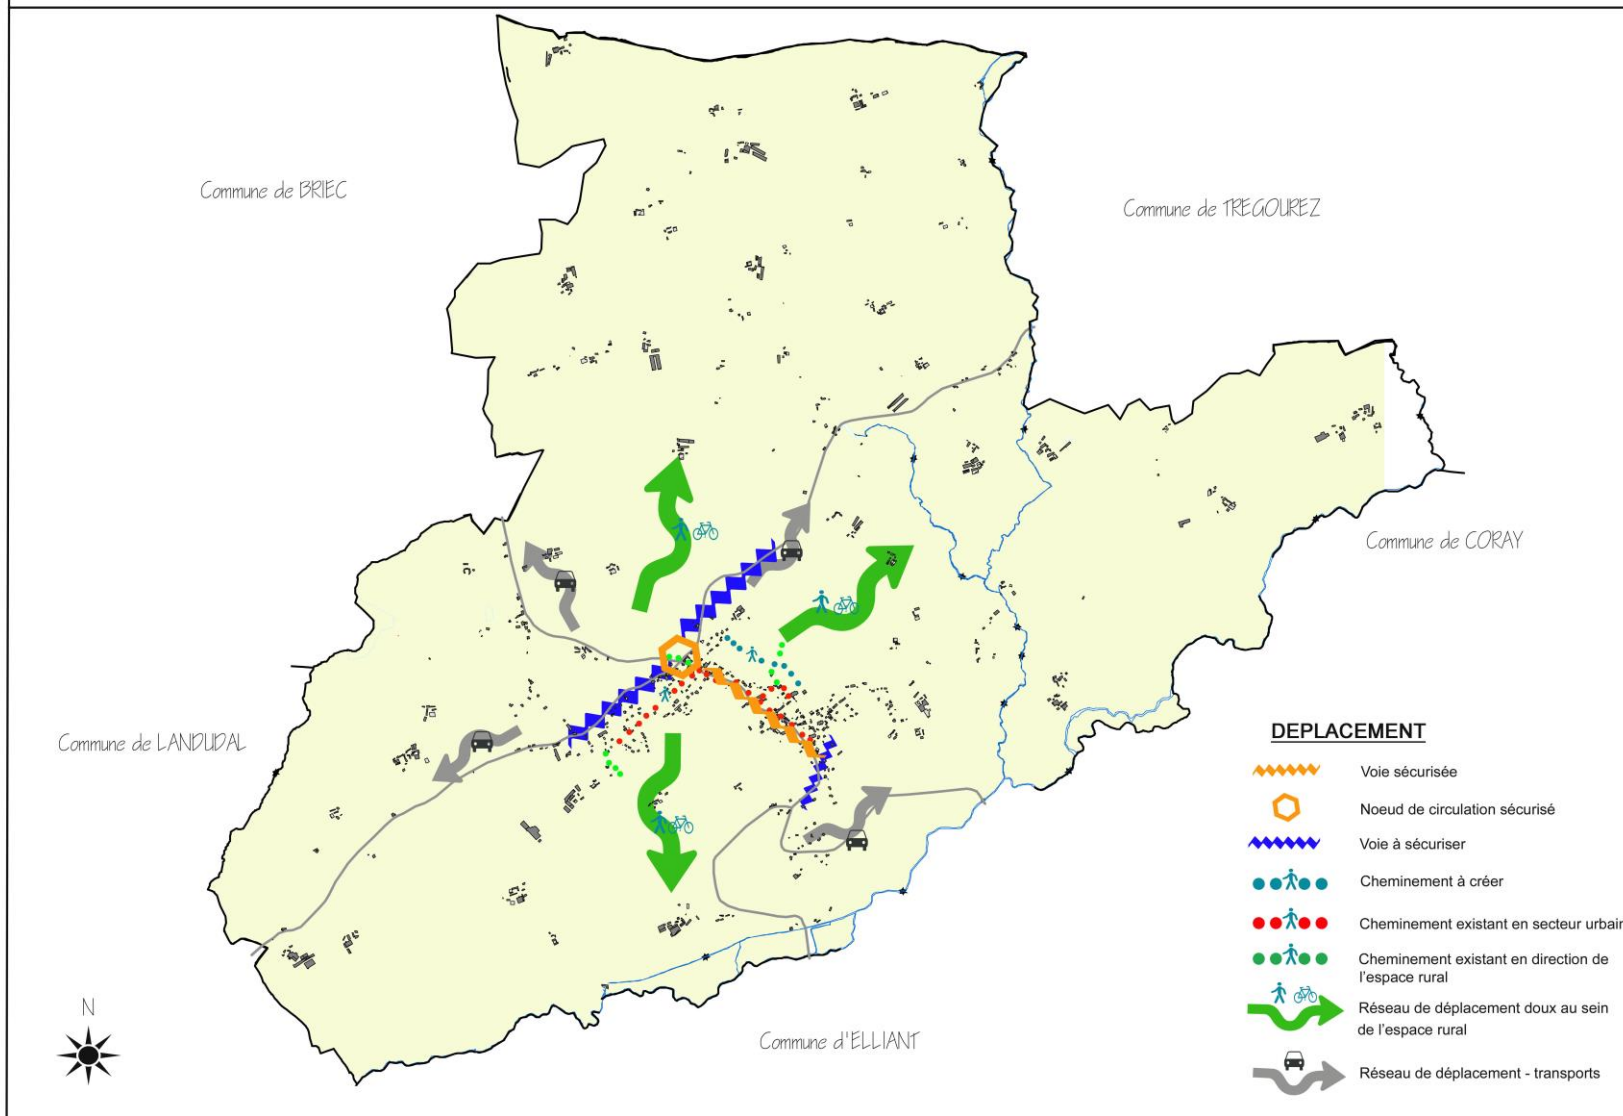 Commune de BRIEC
Commune de TREGOUREZ
Commune de CORAY
Commune de LANDUDAL
Commune d'ELLIANT
N
DEPLACEMENT
Voie sécurisée
Noeud de circulation sécurisé
Voie à sécuriser
Cheminement à créer
Cheminement existant en secteur urbain
Cheminement existant en direction de
l'espace rural
Réseau de déplacement doux au sein
de l'espace rural
Réseau de déplacement - transports